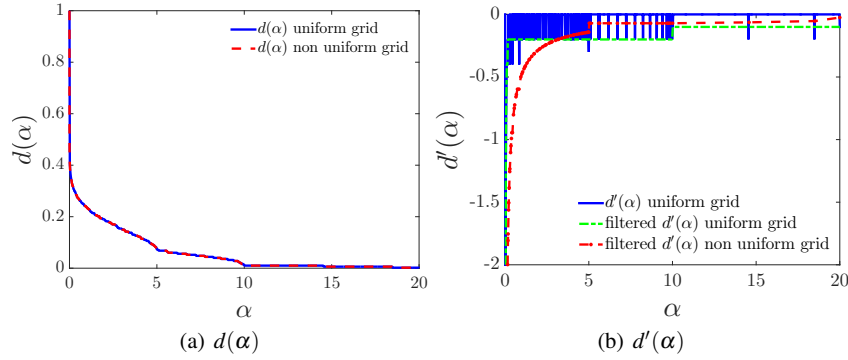 1
0.8
0.6
0.4
0.2
0
d(α)
d(α) uniform grid
d(α) non uniform grid
0 5 10 15 20
α
(a) d(α)
0
-0.5
-1
-1.5
-2
d′(α)
d′(α) uniform grid
filtered d′(α) uniform grid
filtered d′(α) non uniform grid
0 5 10 15 20
α
(b) d′(α)